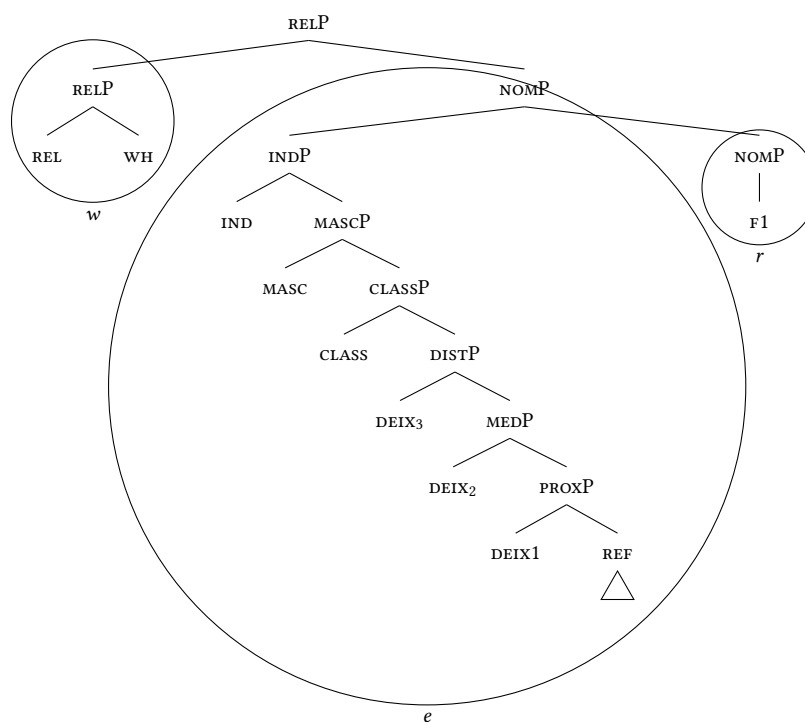 RELP
RELP NOMP
REL WH INDP NOMP
IND MASCP F1
w r
MASC CLASSP
CLASS DISTP
DEIX3 MEDP
DEIX2 PROXP
DEIX1 REF
e